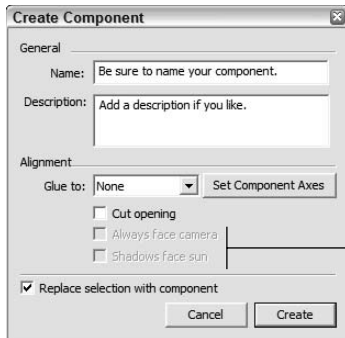 Create Component
General
Name: Be sure to name your component.
Description: Add a description if you like.
Alignment
Glue to: None Set Component Axes
Cut opening
Always face camera
Shadows face sun
Replace selection with component
Cancel Create